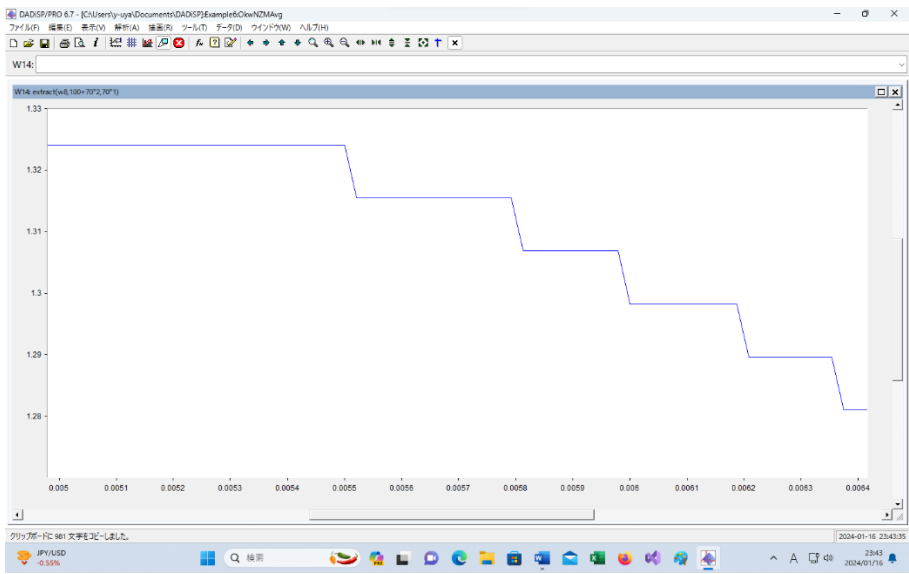 DADiSP/PRO 6.7 - [C:\Users\y-uya\Documents\DADiSP]:Example6:OkwNZMAvg
ファイル(F) 編集(E) 表示(V) 解析(A) 描画(R) ツール(T) データ(D) ウインドウ(W) ヘルプ(H)
W14:
W14: extract(w8,100+70*2,70*1)
1.33
1.32
1.31
1.3
1.29
1.28
0.005 0.0051 0.0052 0.0053 0.0054 0.0055 0.0056 0.0057 0.0058 0.0059 0.006 0.0061 0.0062 0.0063 0.0064
クリップボードに 981 文字をコピーしました。 2024-01-16 23:43:35
JPY/USD
-0.55%
検索
A
23:43
2024/01/16